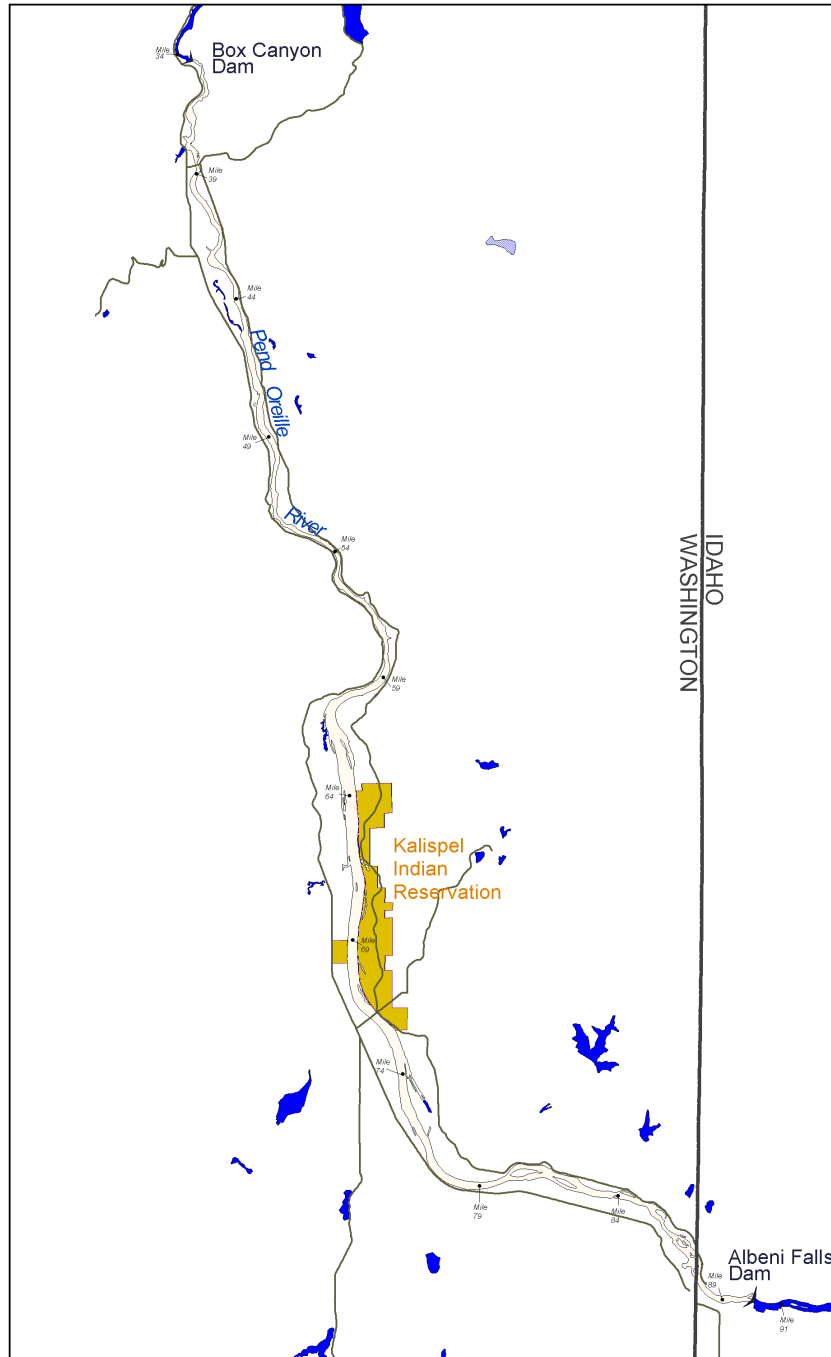 Box Canyon
Dam
Mile
34
Mile
39
Mile
44
Pend Oreille
Mile
49
River
Mile
54
IDAHO
WASHINGTON
Mile
59
Mile
64
Kalispel
Indian
Reservation
Mile
69
Mile
74
Mile
79
Mile
84
Albeni Falls
Dam
Mile
89
Mile
91